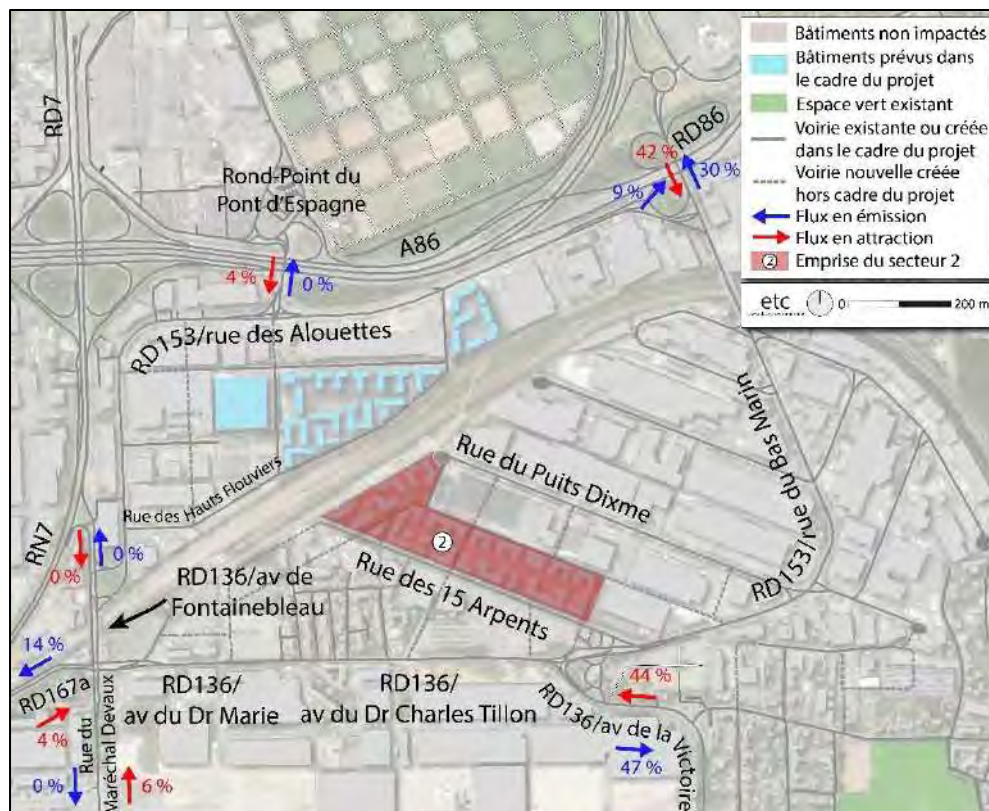 Bâtiments non impactés
Bâtiments prévus dans
le cadre du projet
Espace vert existant
Voirie existante ou créée
dans le cadre du projet
Voirie nouvelle créée
hors cadre du projet
Flux en émission
Flux en attraction
② Emprise du secteur 2
etc
0
200 m
RD7
RD86
42 %
30 %
9 %
Rond-Point du
Pont d'Espagne
A86
4 %
0 %
RD153/rue des Alouettes
RD153/rue du Bas Marin
Rue des Hauts Flouviers
Rue du Puits Dixme
②
Rue des 15 Arpents
RN7
0 %
0 %
RD136/av de
Fontainebleau
14 %
RD167a
4 %
Rue du
Maréchal Devaux
0 %
6 %
RD136/
av du Dr Marie
RD136/
av du Dr Charles Tillon
44 %
RD136/av de la
Victoire
47 %